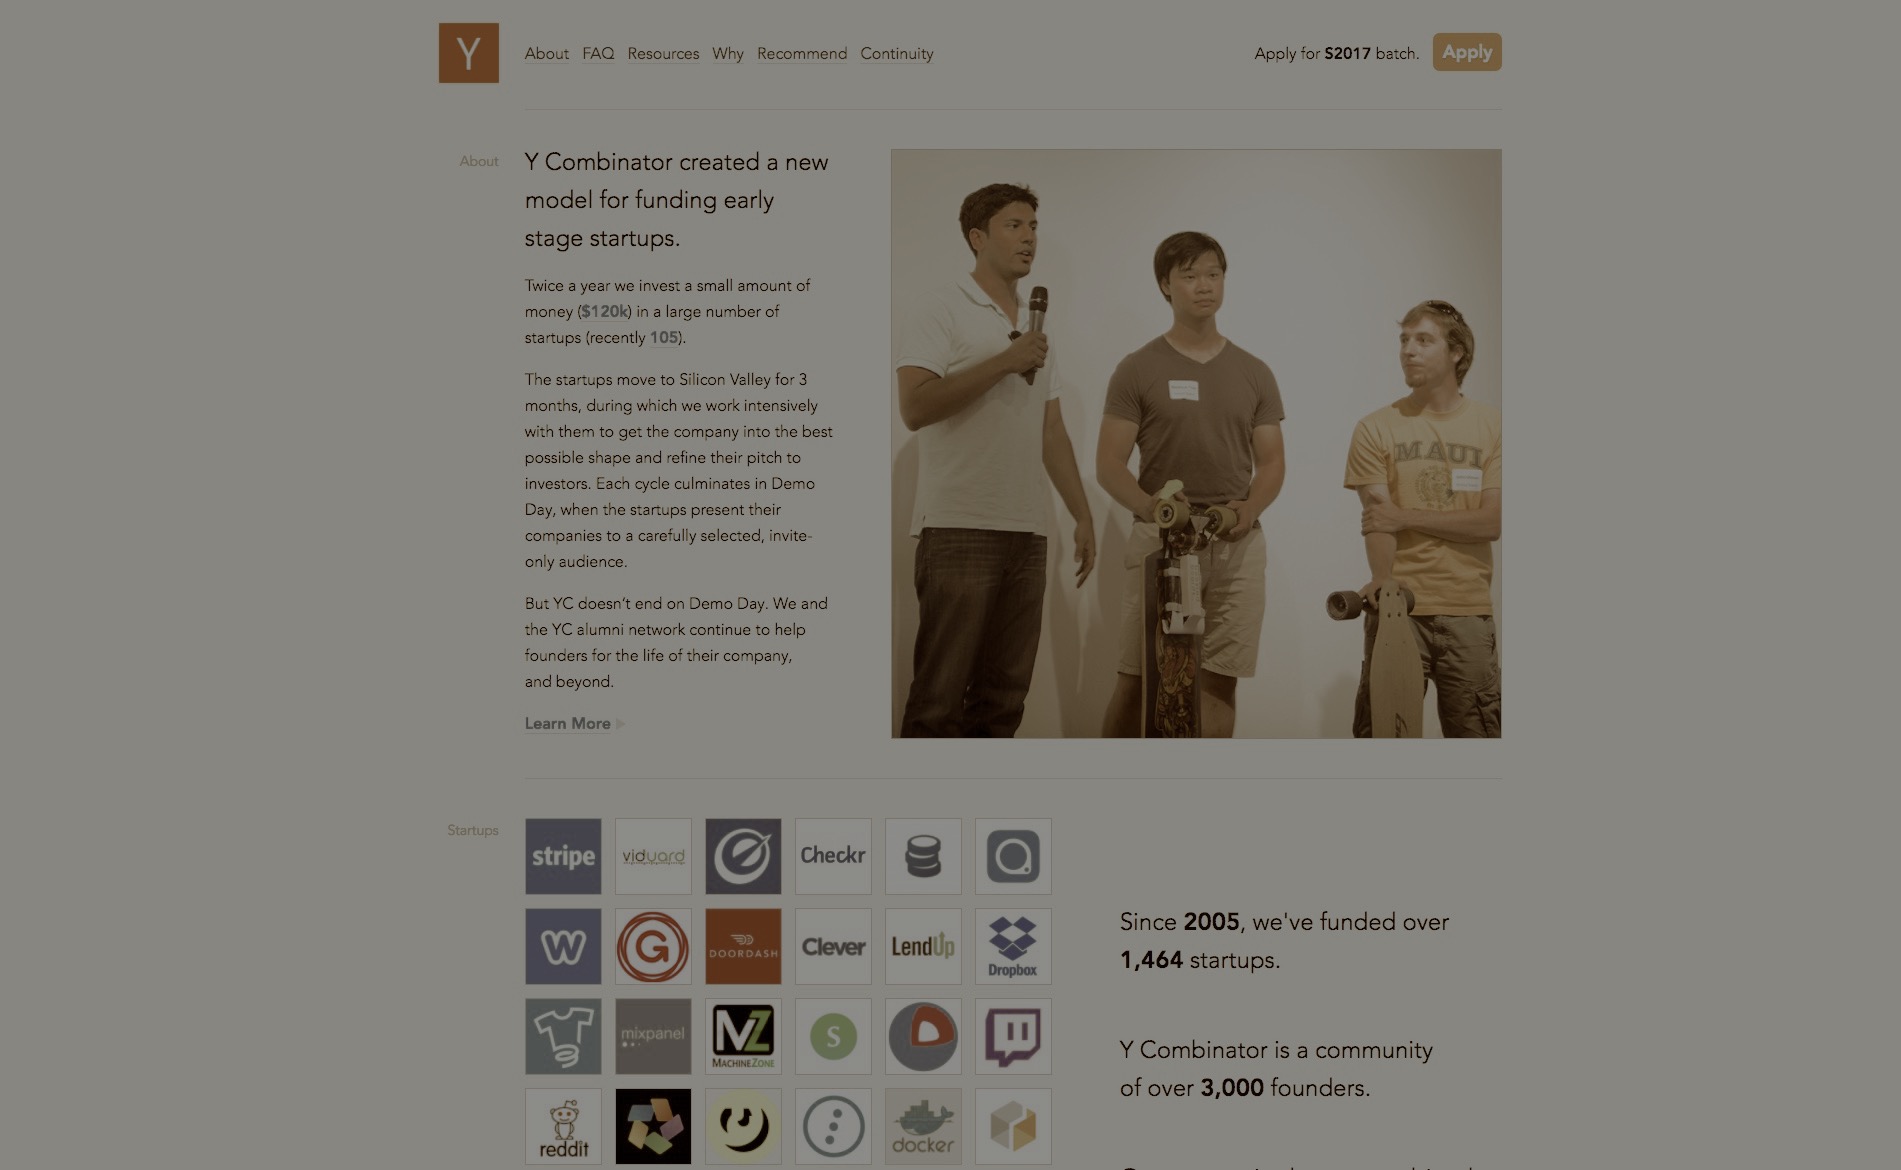 Y
About FAQ Resources Why Recommend Continuity
Apply for S2017 batch. Apply
About
Y Combinator created a new
model for funding early
stage startups.
Twice a year we invest a small amount of
money ($120k) in a large number of
startups (recently 105).
The startups move to Silicon Valley for 3
months, during which we work intensively
with them to get the company into the best
possible shape and refine their pitch to
investors. Each cycle culminates in Demo
Day, when the startups present their
companies to a carefully selected, invite-
only audience.
But YC doesn't end on Demo Day. We and
the YC alumni network continue to help
founders for the life of their company,
and beyond.
Learn More
MAUI
Startups
stripe
vidyard
Checkr
W
G
DOORDASH
Clever
LendUp
Dropbox
mixpanel
MZ
MACHINEZONE
S
reddit
docker
Since 2005, we've funded over
1,464 startups.
Y Combinator is a community
of over 3,000 founders.